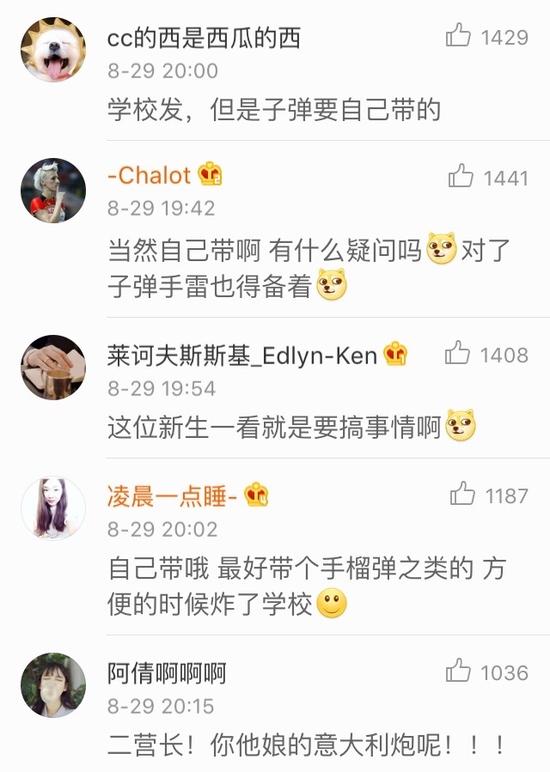 cc的西是西瓜的西
1429
8-29 20:00
学校发，但是子弹要自己带的
-Chalot
1441
8-29 19:42
当然自己带啊 有什么疑问吗 对了
子弹手雷也得备着
莱诃夫斯斯基_Edlyn-Ken
1408
8-29 19:54
这位新生一看就是要搞事情啊
凌晨一点睡-
1187
8-29 20:02
自己带哦 最好带个手榴弹之类的 方
便的时候炸了学校
阿倩啊啊啊
1036
8-29 20:15
二营长！你他娘的意大利炮呢！！！